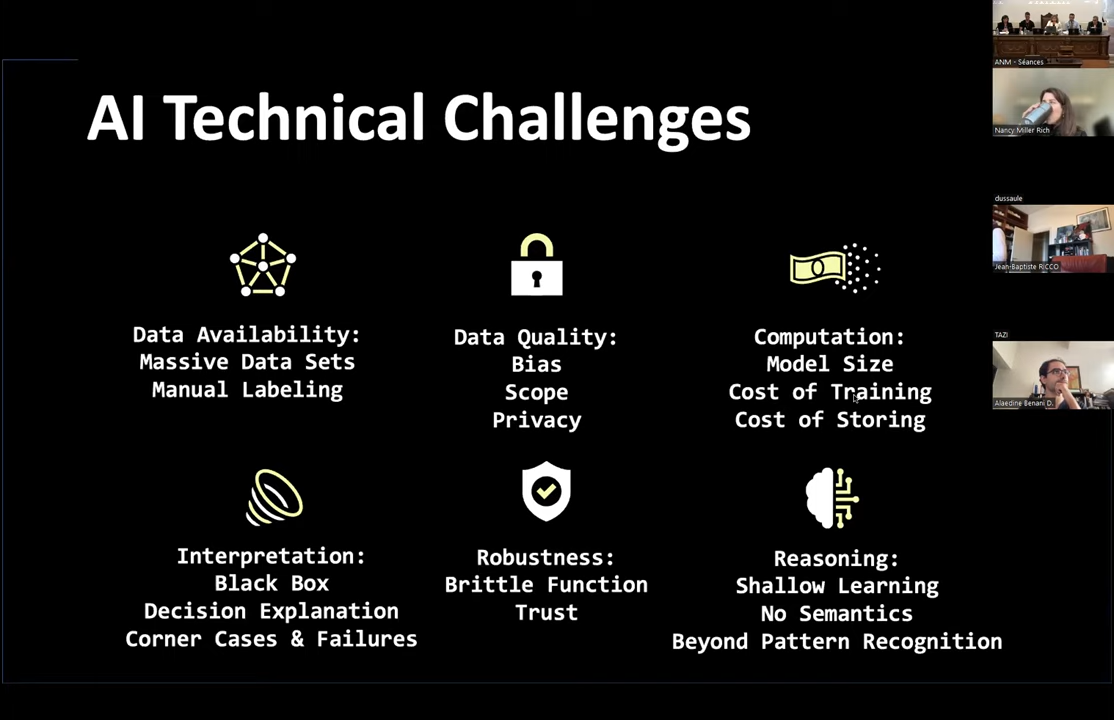 AI Technical Challenges
Data Availability:
Massive Data Sets
Manual Labeling
Data Quality:
Bias
Scope
Privacy
Computation:
Model Size
Cost of Training
Cost of Storing
Interpretation:
Black Box
Decision Explanation
Corner Cases & Failures
Robustness:
Brittle Function
Trust
Reasoning:
Shallow Learning
No Semantics
Beyond Pattern Recognition
ANM - Séances
Nancy Miller Rich
dussaule
Jean-Baptiste RICCO
TAZI
Alaedine Benani D.